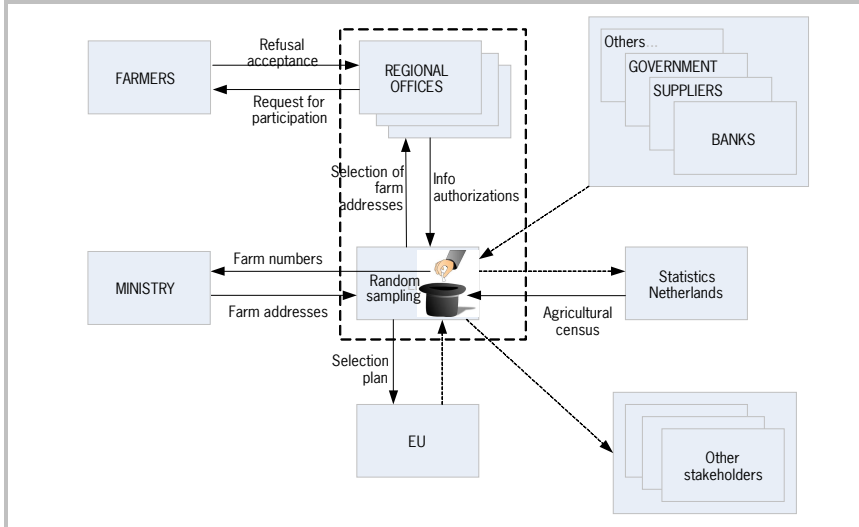 Refusal
acceptance
FARMERS
Request for
participation
REGIONAL
OFFICES
Others...
GOVERNMENT
SUPPLIERS
BANKS
Selection of
farm
addresses
Info
authorizations
MINISTRY
Farm numbers
Farm addresses
Random
sampling
Statistics
Netherlands
Agricultural
census
Selection
plan
EU
Other
stakeholders